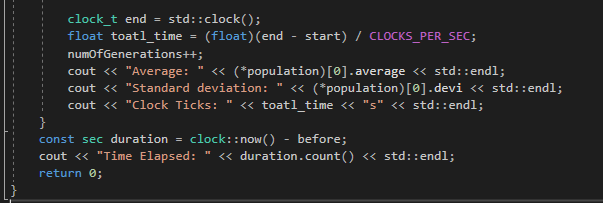 clock_t end = std::clock();
float toatl_time = (float)(end - start) / CLOCKS_PER_SEC;
numOfGenerations++;
cout << "Average: " << (*population)[0].average << std::endl;
cout << "Standard deviation: " << (*population)[0].devi << std::endl;
cout << "Clock Ticks: " << toatl_time << "s" << std::endl;
}
const sec duration = clock::now() - before;
cout << "Time Elapsed: " << duration.count() << std::endl;
return 0;
}